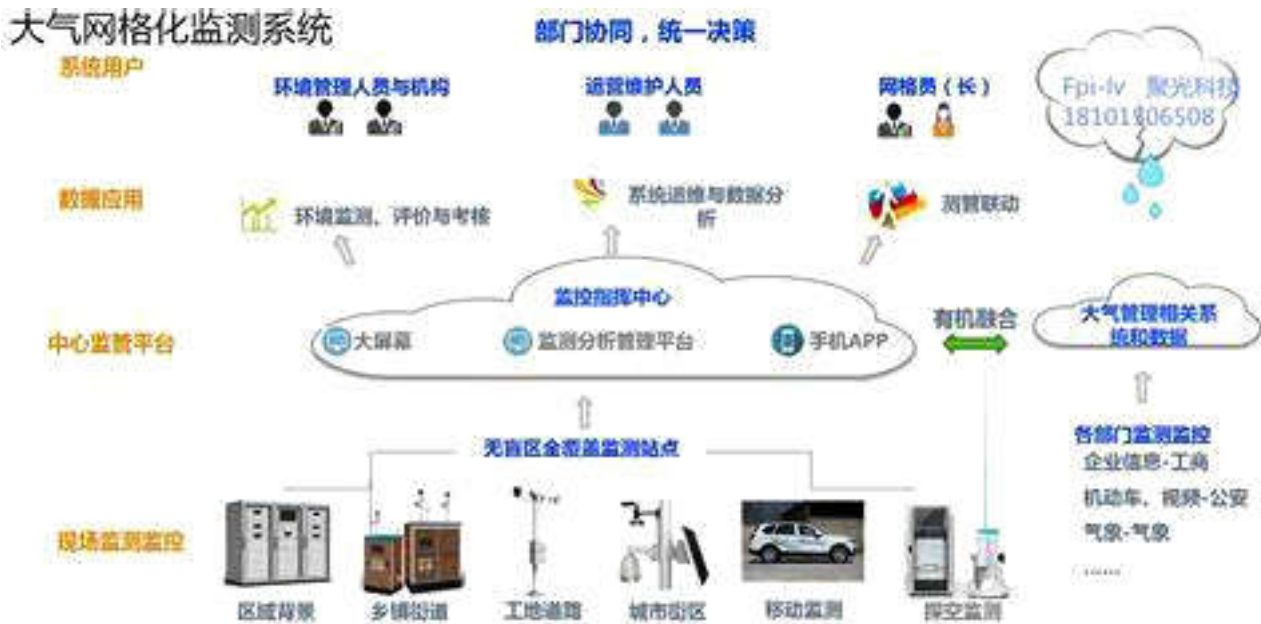 大气网格化监测系统
部门协同，统一决策
系统用户
环境管理人员与机构
运营维护人员
网格员（长）
Fpi-lv 聚光科技
18101906508
数据应用
环境监测、评价与考核
系统运维与数据分
析
测管联动
中心监管平台
监控指挥中心
大屏幕
监测分析管理平台
手机APP
有机融合
大气管理相关系
统和数据
无盲区全覆盖监测站点
各部门监测监控
企业信息-工商
机动车、视频-公安
气象-气象
......
现场监测监控
区域背景
乡镇街道
工地道路
城市街区
移动监测
探空监测